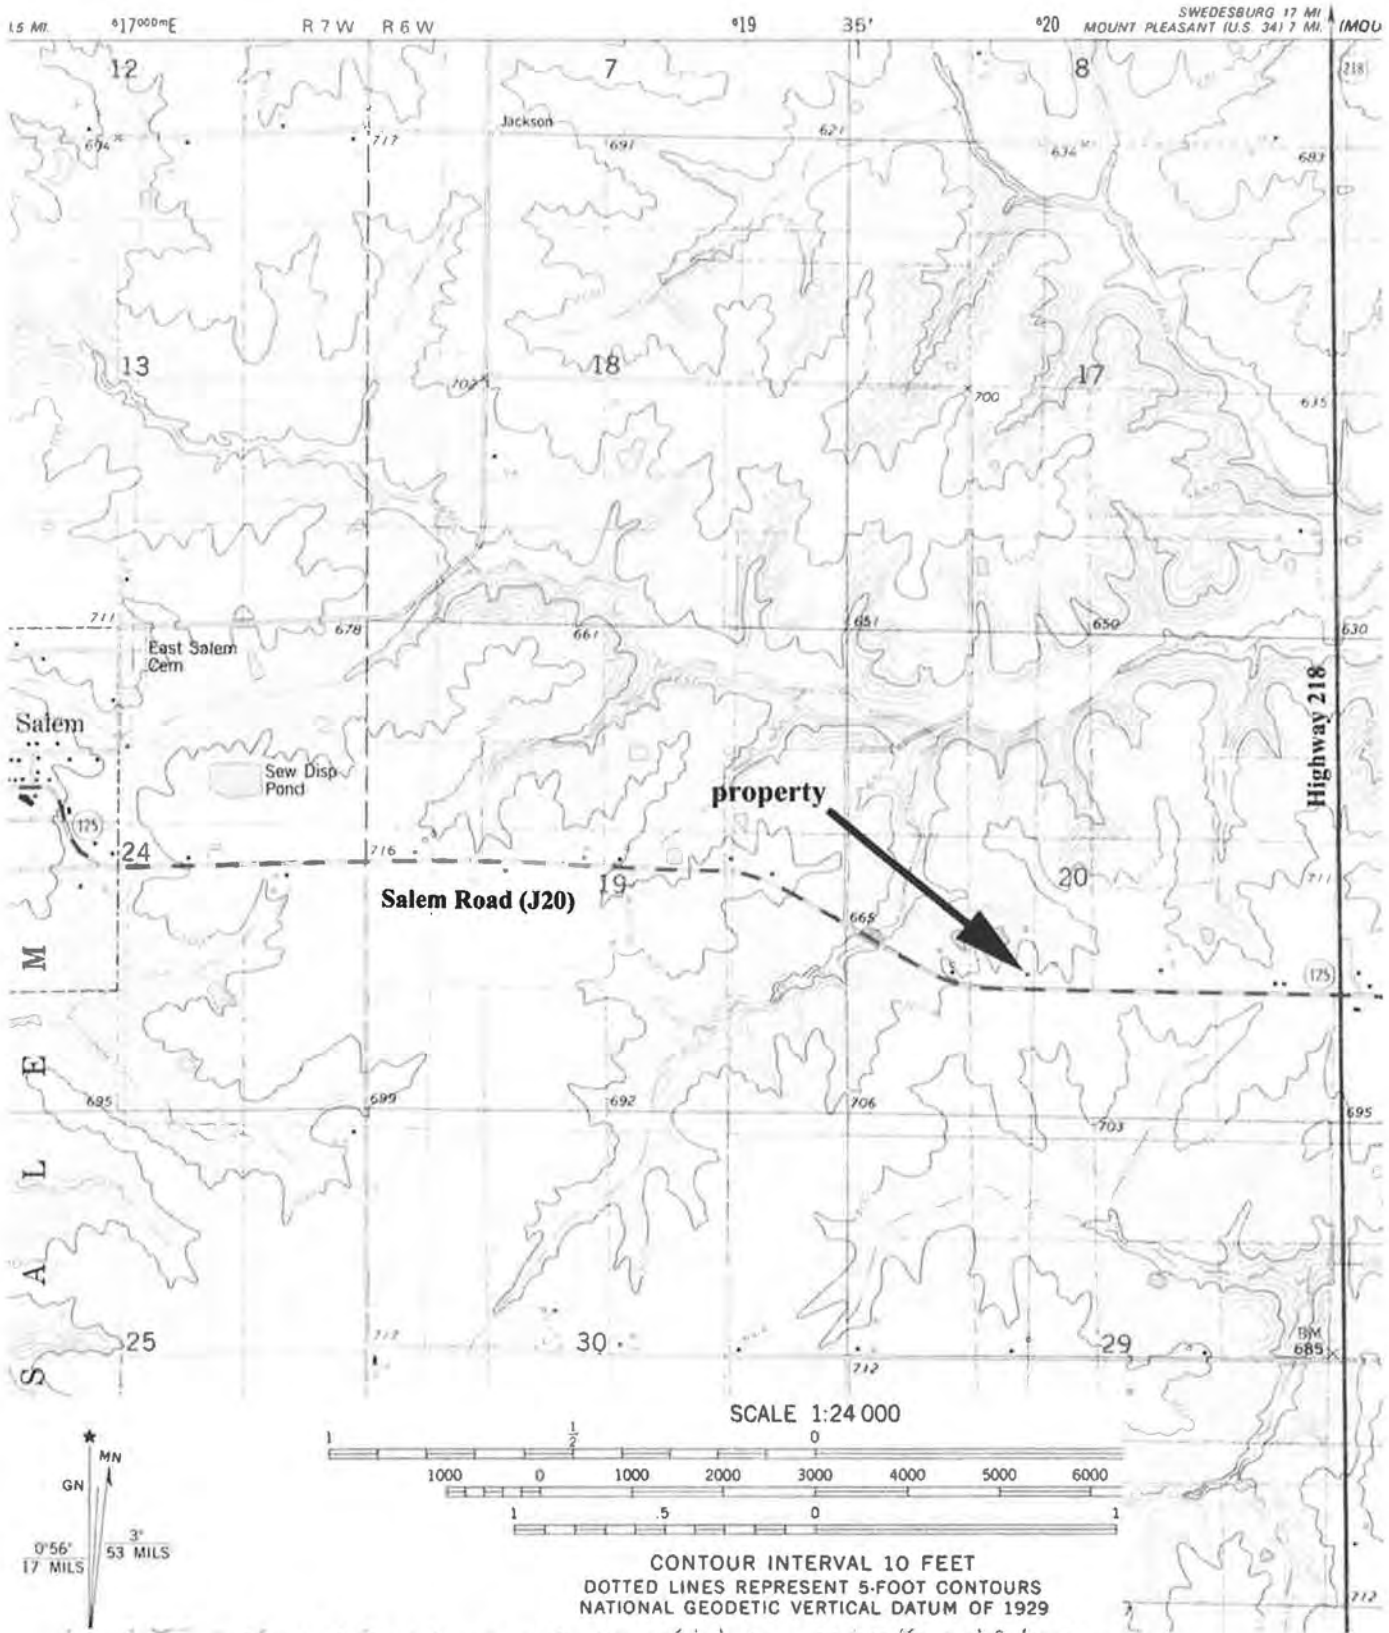 SWEDESBURG 17 MI
1.5 MI. ⁶17⁰⁰⁰ᵐE R 7 W R 6 W ⁶19 35' ⁶20 MOUNT PLEASANT (U.S. 34) 7 MI. (MOU
12 7 8 218
Jackson
694 717 691 621 634 683
13 18 17
702 700 635
711 678 661 651 650 630
East Salem
Cem
Salem
Highway 218
Sew Disp
Pond
property
125
24 716 19 20 711
Salem Road (J20)
665
125
SALEM
695 699 692 706 703 695
25 30 29
717 712 BM
685
SCALE 1:24 000
1 ½ 0
1000 0 1000 2000 3000 4000 5000 6000
1 .5 0 1
★
MN
GN
0°56' 3°
17 MILS 53 MILS
CONTOUR INTERVAL 10 FEET
DOTTED LINES REPRESENT 5-FOOT CONTOURS
NATIONAL GEODETIC VERTICAL DATUM OF 1929
712